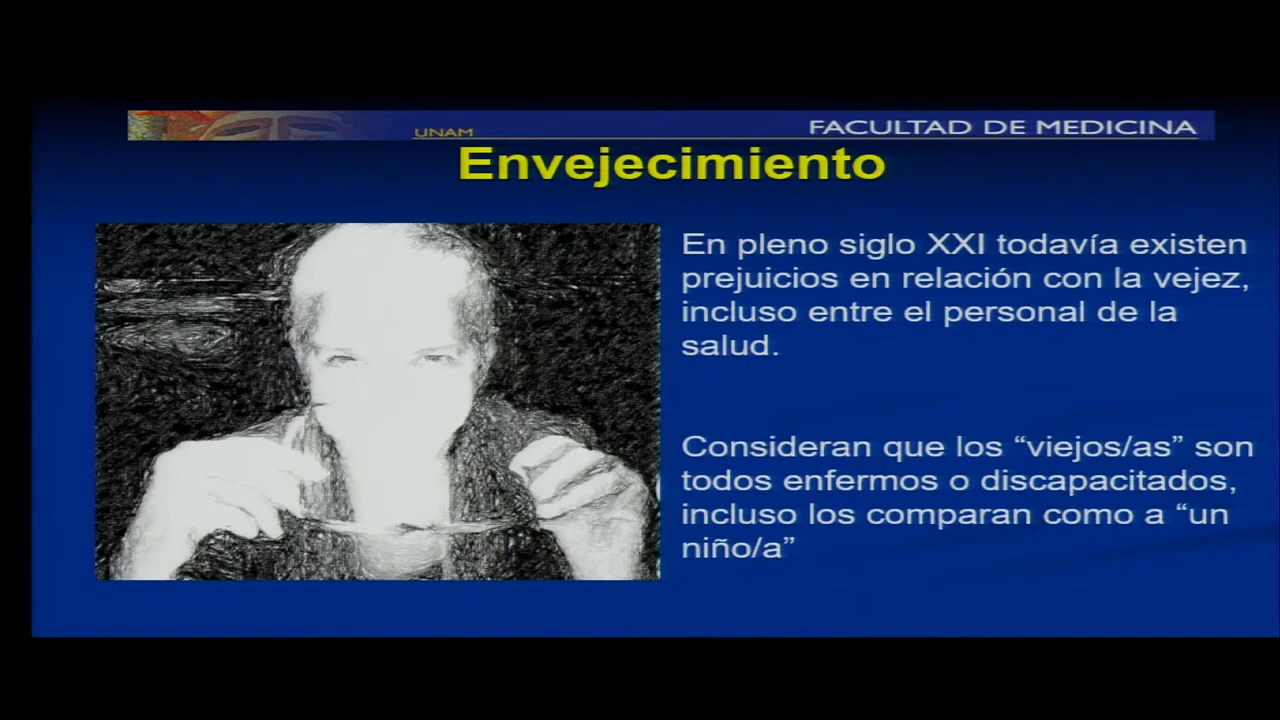 UNAM
FACULTAD DE MEDICINA
Envejecimiento
En pleno siglo XXI todavía existen
prejuicios en relación con la vejez,
incluso entre el personal de la
salud.
Consideran que los “viejos/as” son
todos enfermos o discapacitados,
incluso los comparan como a “un
niño/a”